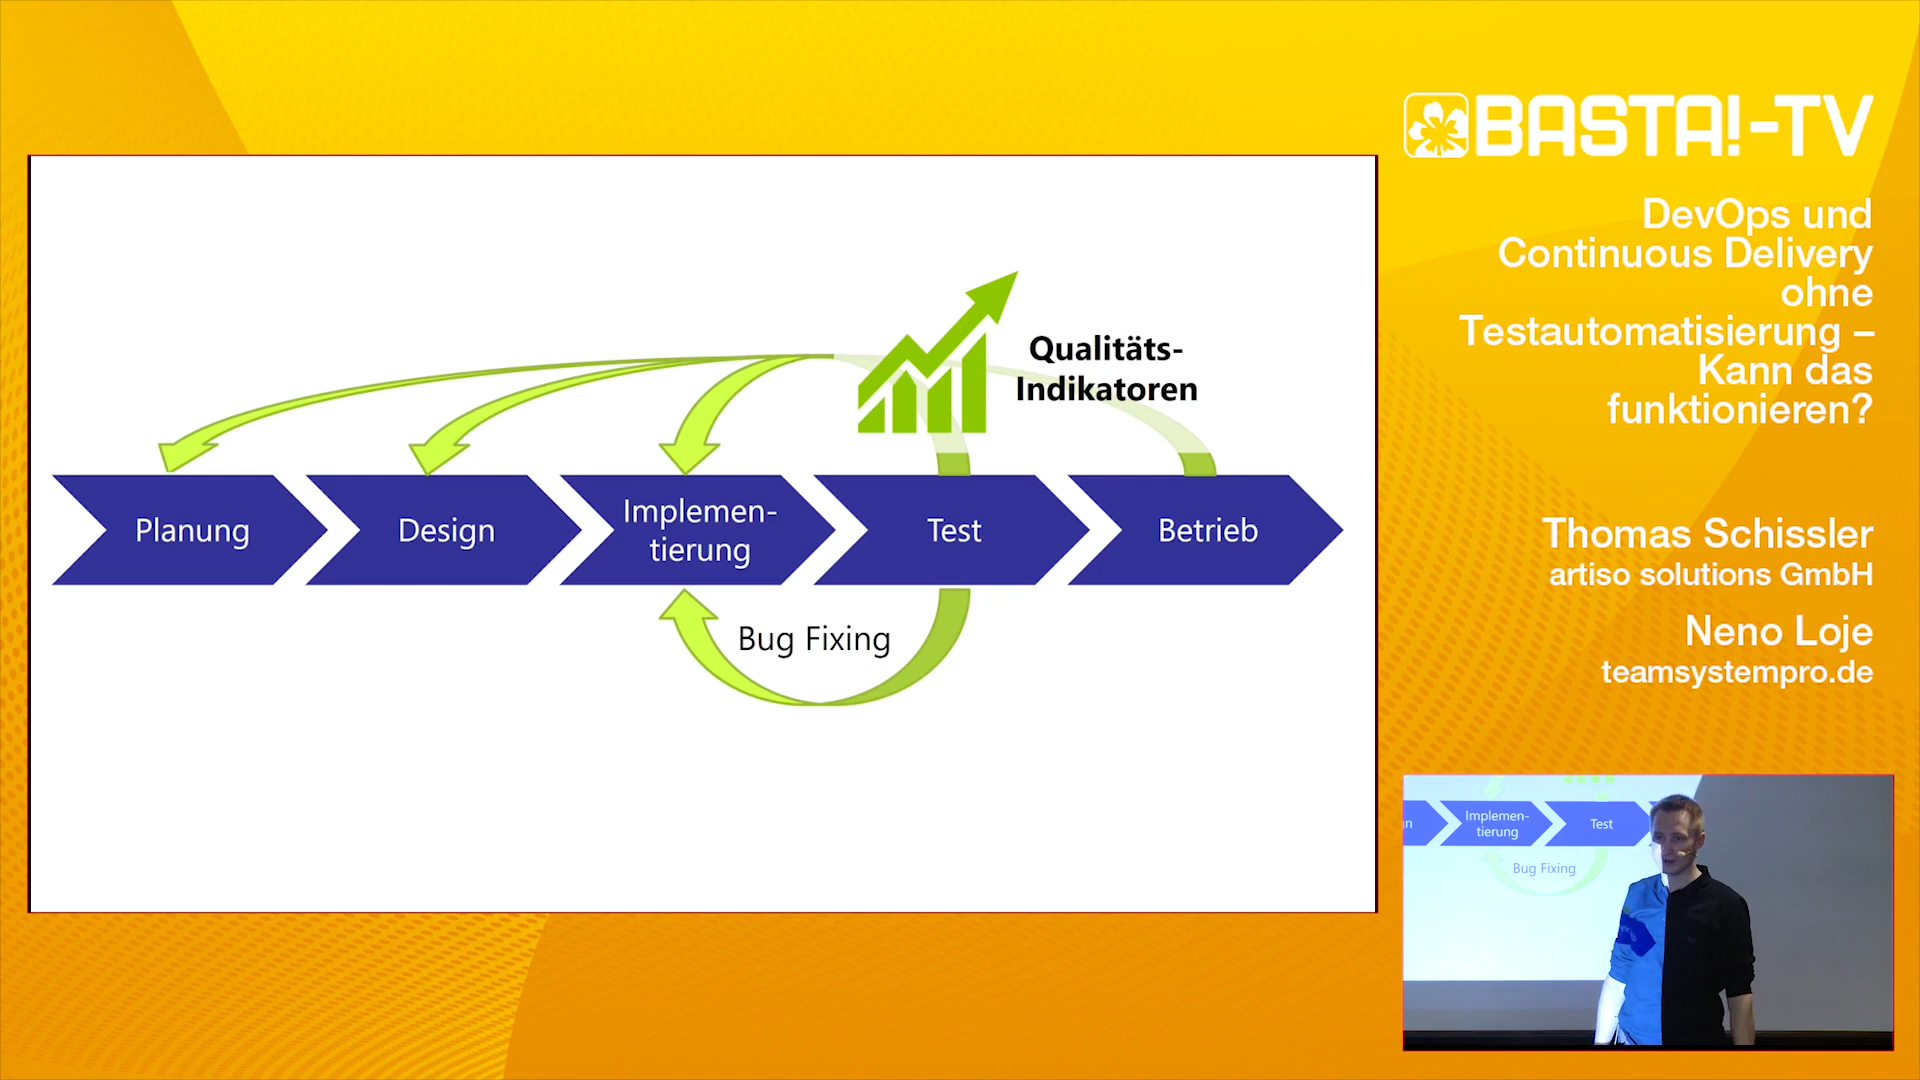 BASTA!-TV
DevOps und
Continuous Delivery
ohne
Testautomatisierung –
Kann das
funktionieren?
Thomas Schissler
artiso solutions GmbH
Neno Loje
teamsystempro.de
Qualitäts-
Indikatoren
Planung
Design
Implemen-
tierung
Test
Betrieb
Bug Fixing
Implemen-
tierung
Test
Bug Fixing